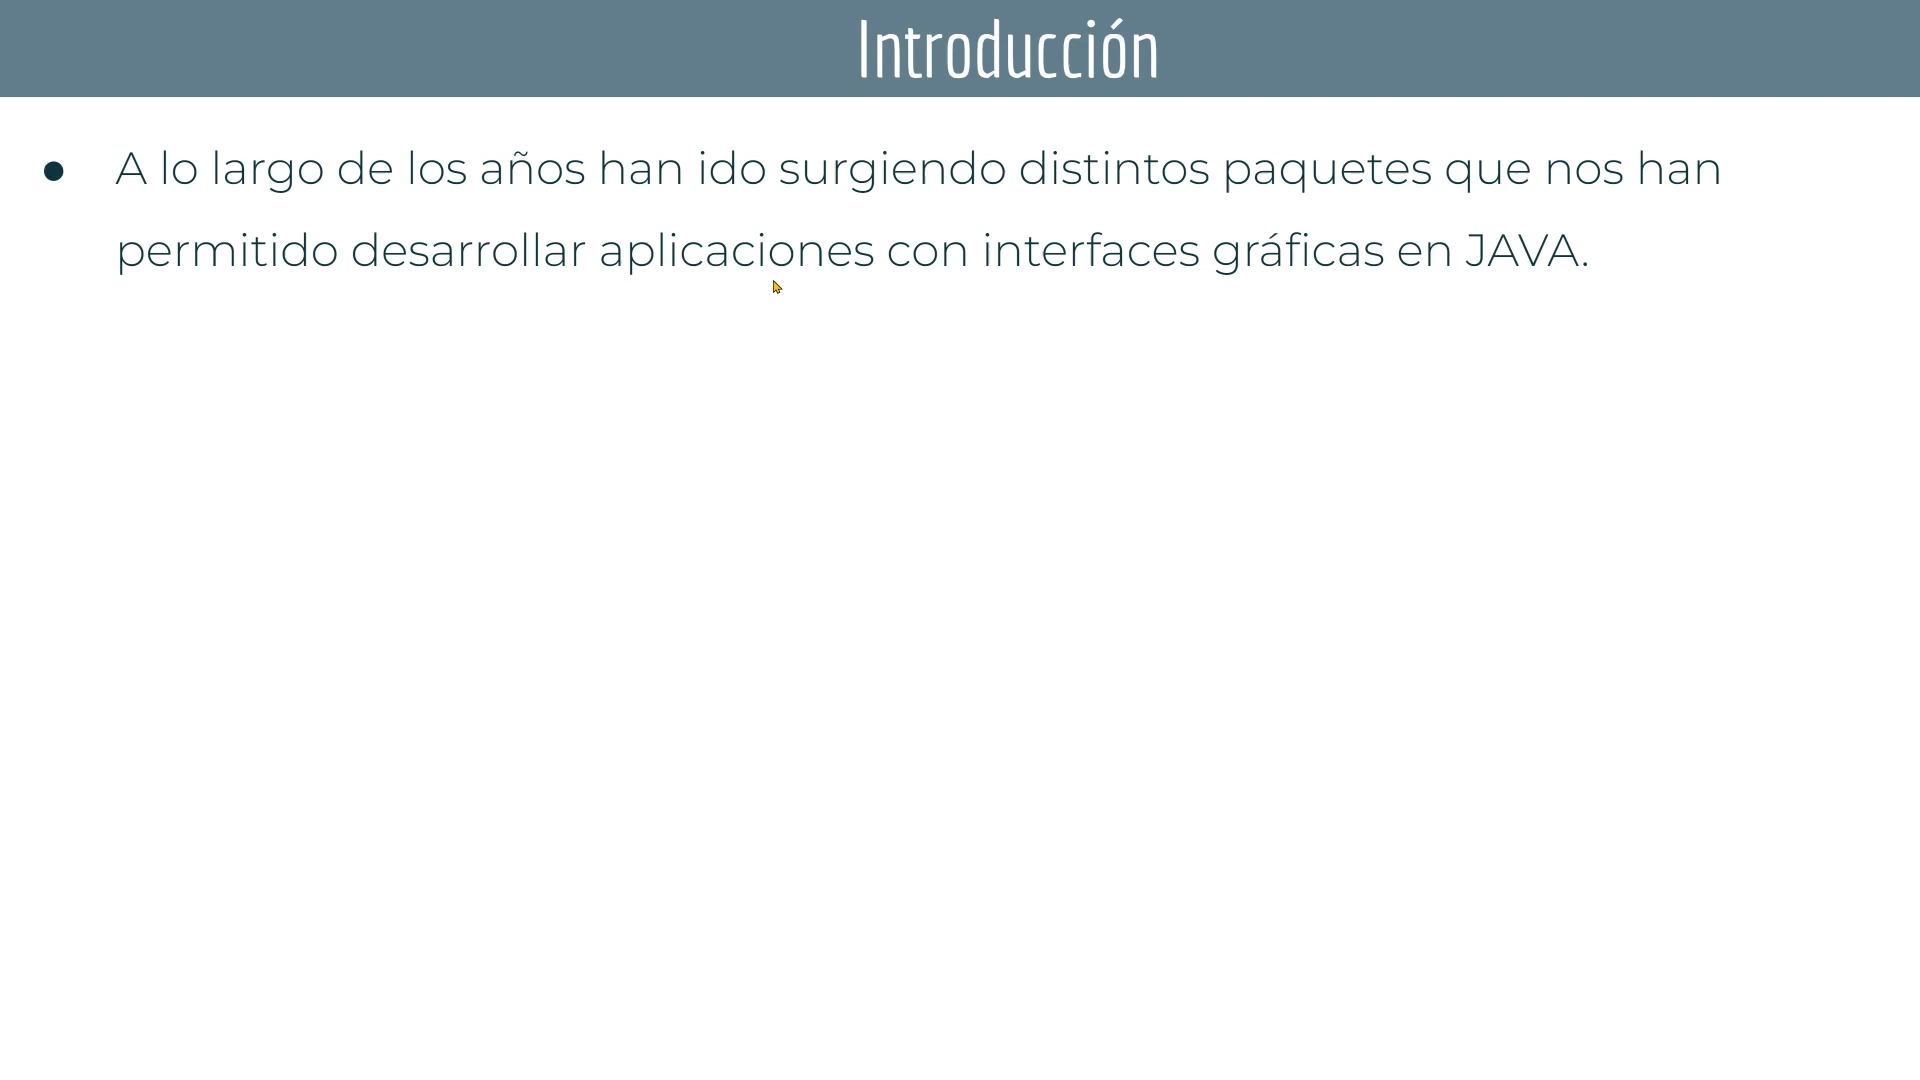 Introducción
● A lo largo de los años han ido surgiendo distintos paquetes que nos han
permitido desarrollar aplicaciones con interfaces gráficas en JAVA.